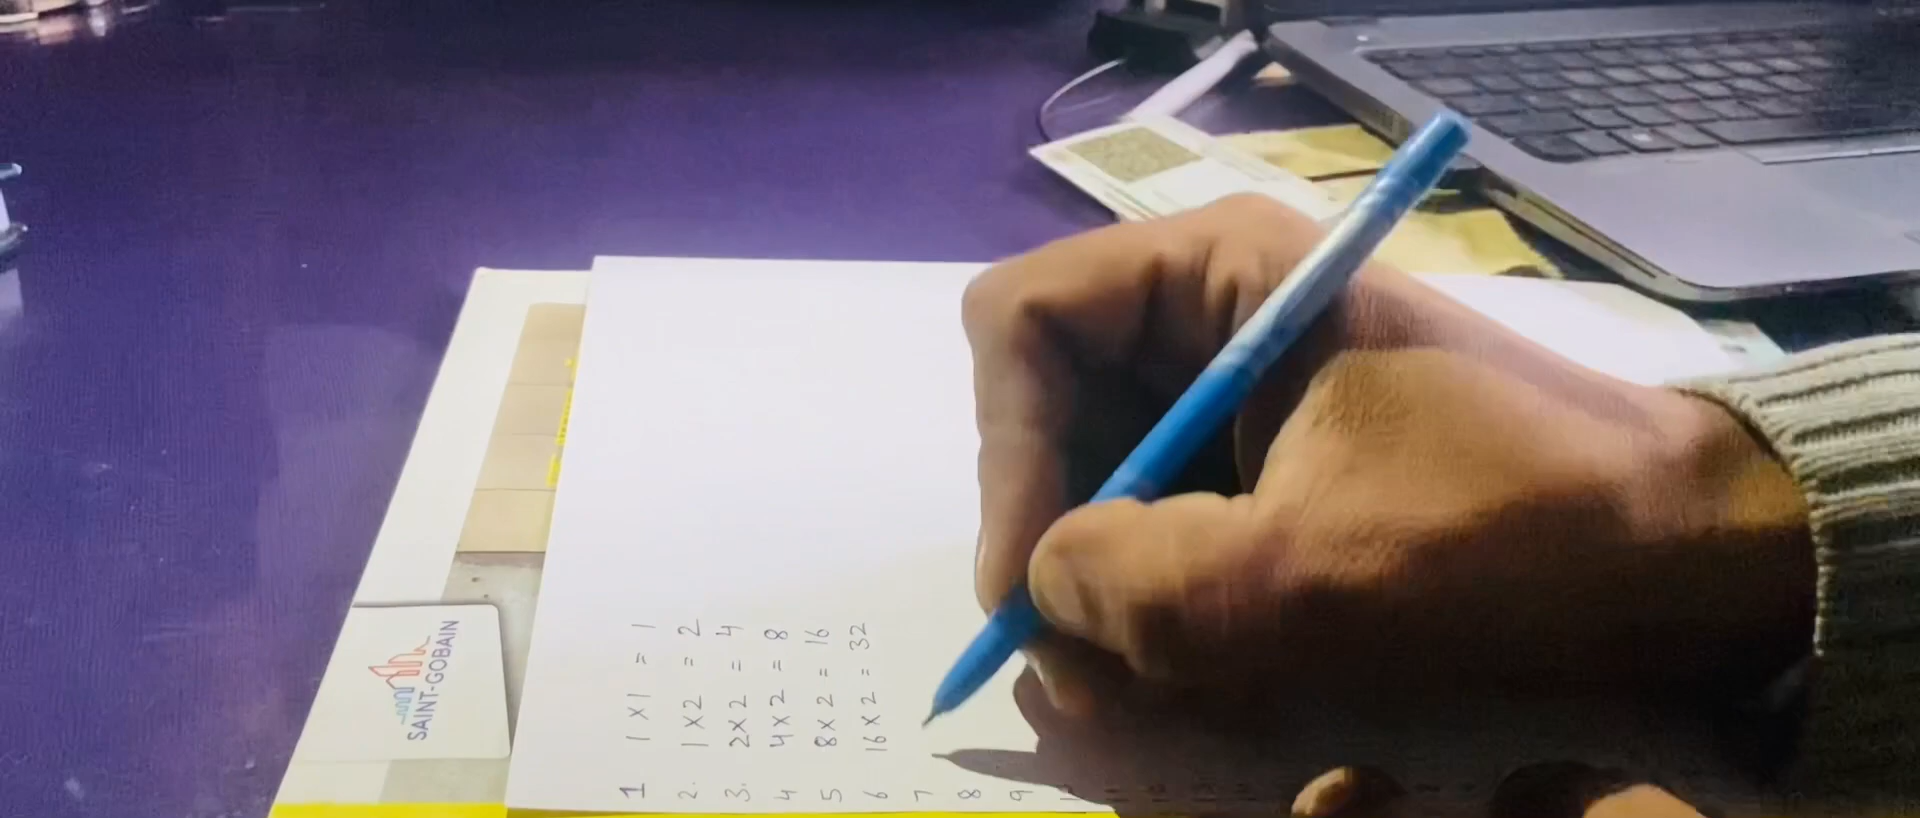 SAINT-GOBAIN
1 1 x 1 = 1
2. 1 x 2 = 2
3. 2 x 2 = 4
4 4 x 2 = 8
5 8 x 2 = 16
6 16 x 2 = 32
7
8
9